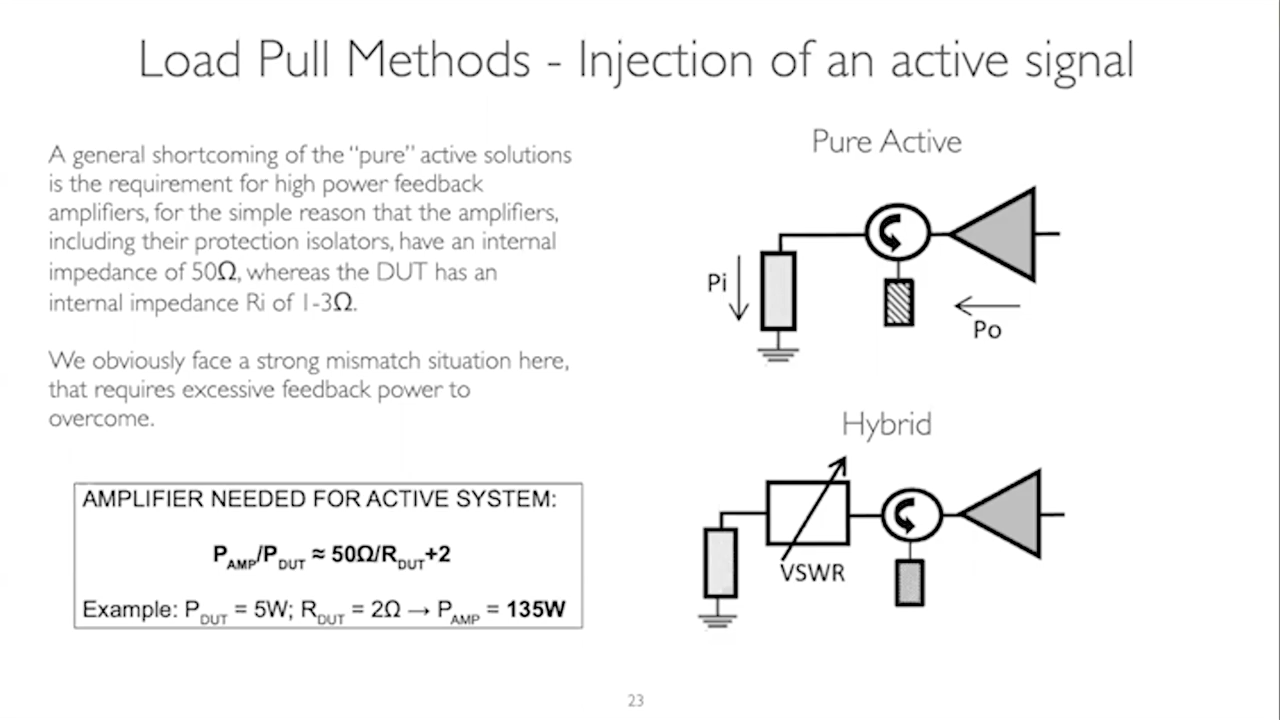 Load Pull Methods - Injection of an active signal
A general shortcoming of the "pure" active solutions
is the requirement for high power feedback
amplifiers, for the simple reason that the amplifiers,
including their protection isolators, have an internal
impedance of 50Ω, whereas the DUT has an
internal impedance Ri of 1-3Ω.
We obviously face a strong mismatch situation here,
that requires excessive feedback power to
overcome.
AMPLIFIER NEEDED FOR ACTIVE SYSTEM:
P_AMP/P_DUT ≈ 50Ω/R_DUT+2
Example: P_DUT = 5W; R_DUT = 2Ω → P_AMP = 135W
Pure Active
Pi
Po
Hybrid
VSWR
23